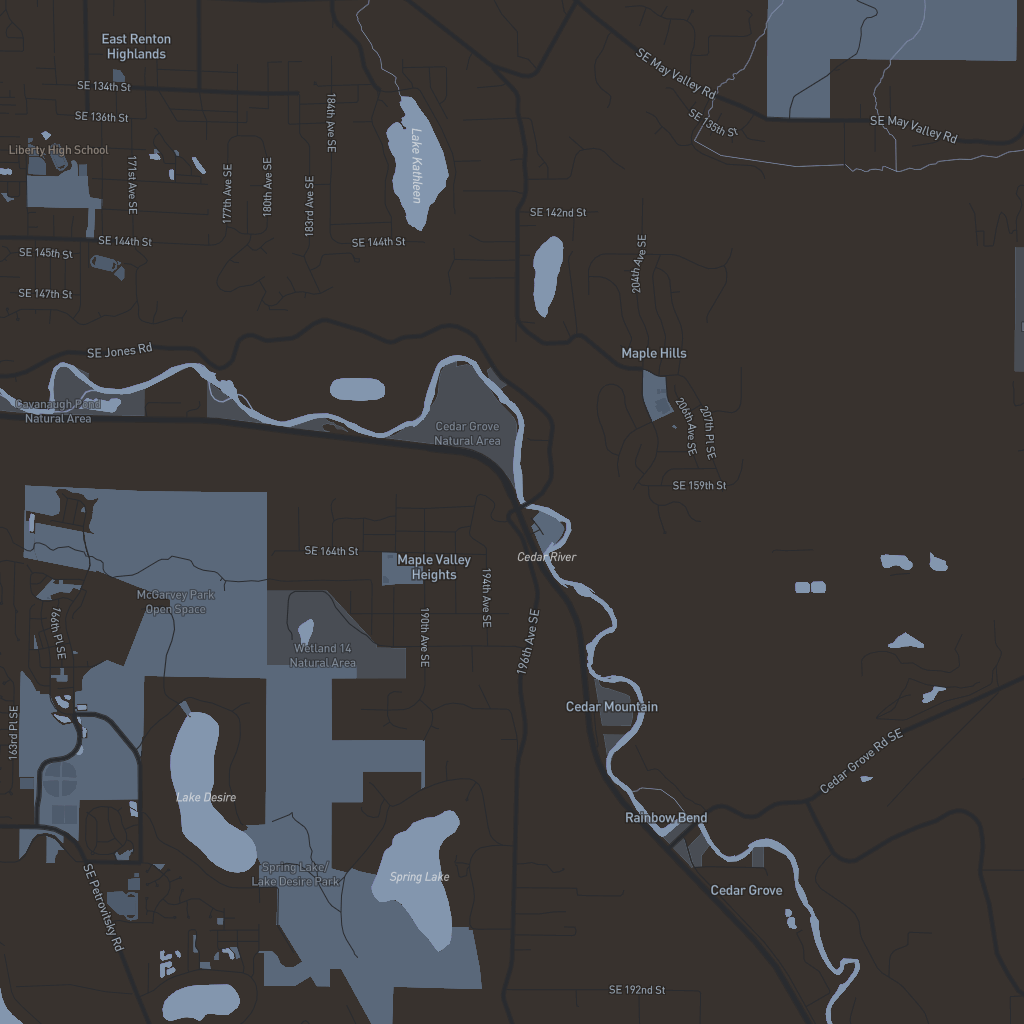 East Renton
Highlands
SE 134th St
SE 136th St
Liberty High School
171st Ave SE
177th Ave SE
180th Ave SE
183rd Ave SE
184th Ave SE
Lake Kathleen
SE May Valley Rd
SE 135th St
SE May Valley Rd
SE 142nd St
SE 144th St
SE 144th St
SE 145th St
SE 147th St
204th Ave SE
SE Jones Rd
Maple Hills
206th Ave SE
207th Pl SE
Cavanaugh Pond
Natural Area
Cedar Grove
Natural Area
SE 159th St
SE 164th St
Maple Valley
Heights
Cedar River
McGarvey Park
Open Space
194th Ave SE
190th Ave SE
196th Ave SE
166th Pl SE
Wetland 14
Natural Area
163rd Pl SE
Cedar Mountain
Cedar Grove Rd SE
Lake Desire
Rainbow Bend
Spring Lake/
Lake Desire Park
Spring Lake
Cedar Grove
SE Petrovitsky Rd
SE 192nd St